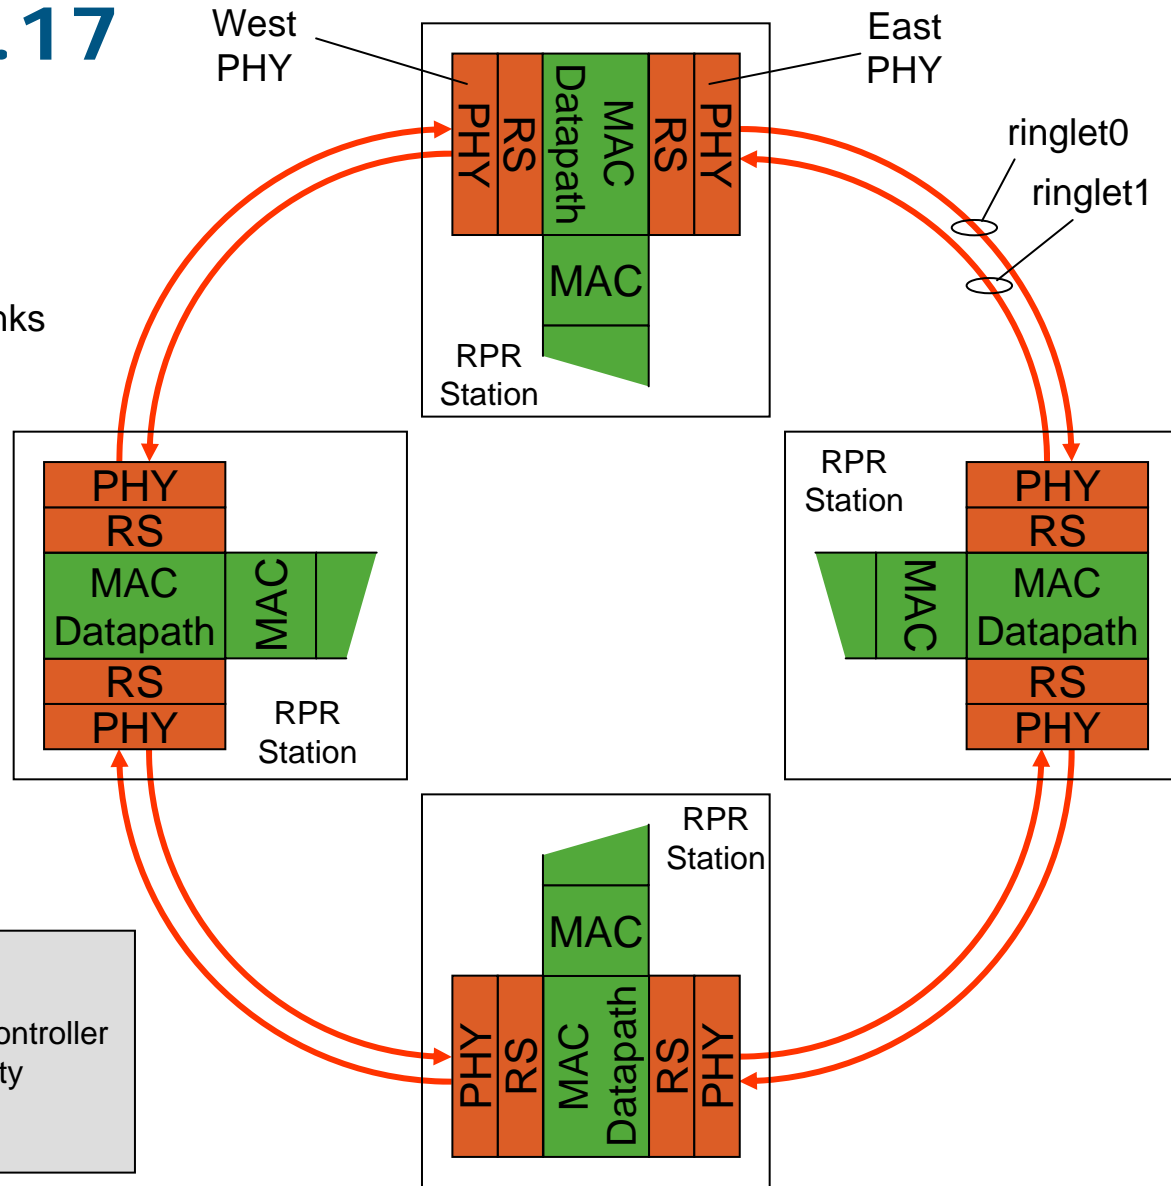 .17
West
PHY
East
PHY
ringlet0
ringlet1
PHY
RS
Datapath
MAC
RS
PHY
MAC
RPR
Station
nks
PHY
RS
MAC
Datapath
MAC
RS
PHY
RPR
Station
RPR
Station
PHY
RS
MAC
MAC
Datapath
RS
PHY
RPR
Station
MAC
PHY
RS
MAC
Datapath
RS
PHY
ontroller
ty